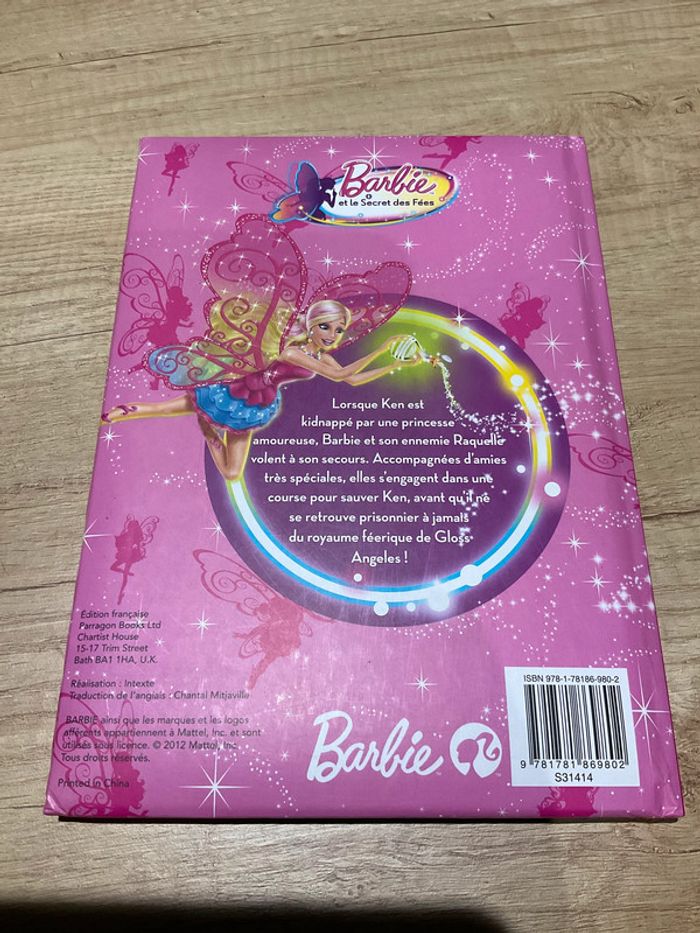 Barbie™
et le Secret des Fées
Lorsque Ken est
kidnappé par une princesse
amoureuse, Barbie et son ennemie Raquelle
volent à son secours. Accompagnées d'amies
très spéciales, elles s'engagent dans une
course pour sauver Ken, avant qu'il ne
se retrouve prisonnier à jamais
du royaume féerique de Gloss
Angeles !
Édition française
Parragon Books Ltd
Chartist House
15-17 Trim Street
Bath BA1 1HA, U.K.
Réalisation : Intexte
Traduction de l'anglais : Chantal Mitjaville
BARBIE ainsi que les marques et les logos
afférents appartiennent à Mattel, Inc. et sont
utilisés sous licence. © 2012 Mattel, Inc.
Tous droits réservés.
Printed in China
Barbie™
ISBN 978-1-78186-980-2
9 781781 869802
S31414